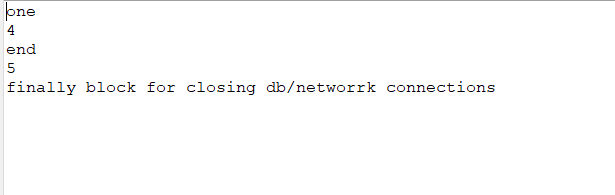 one
4
end
5
finally block for closing db/networrk connections